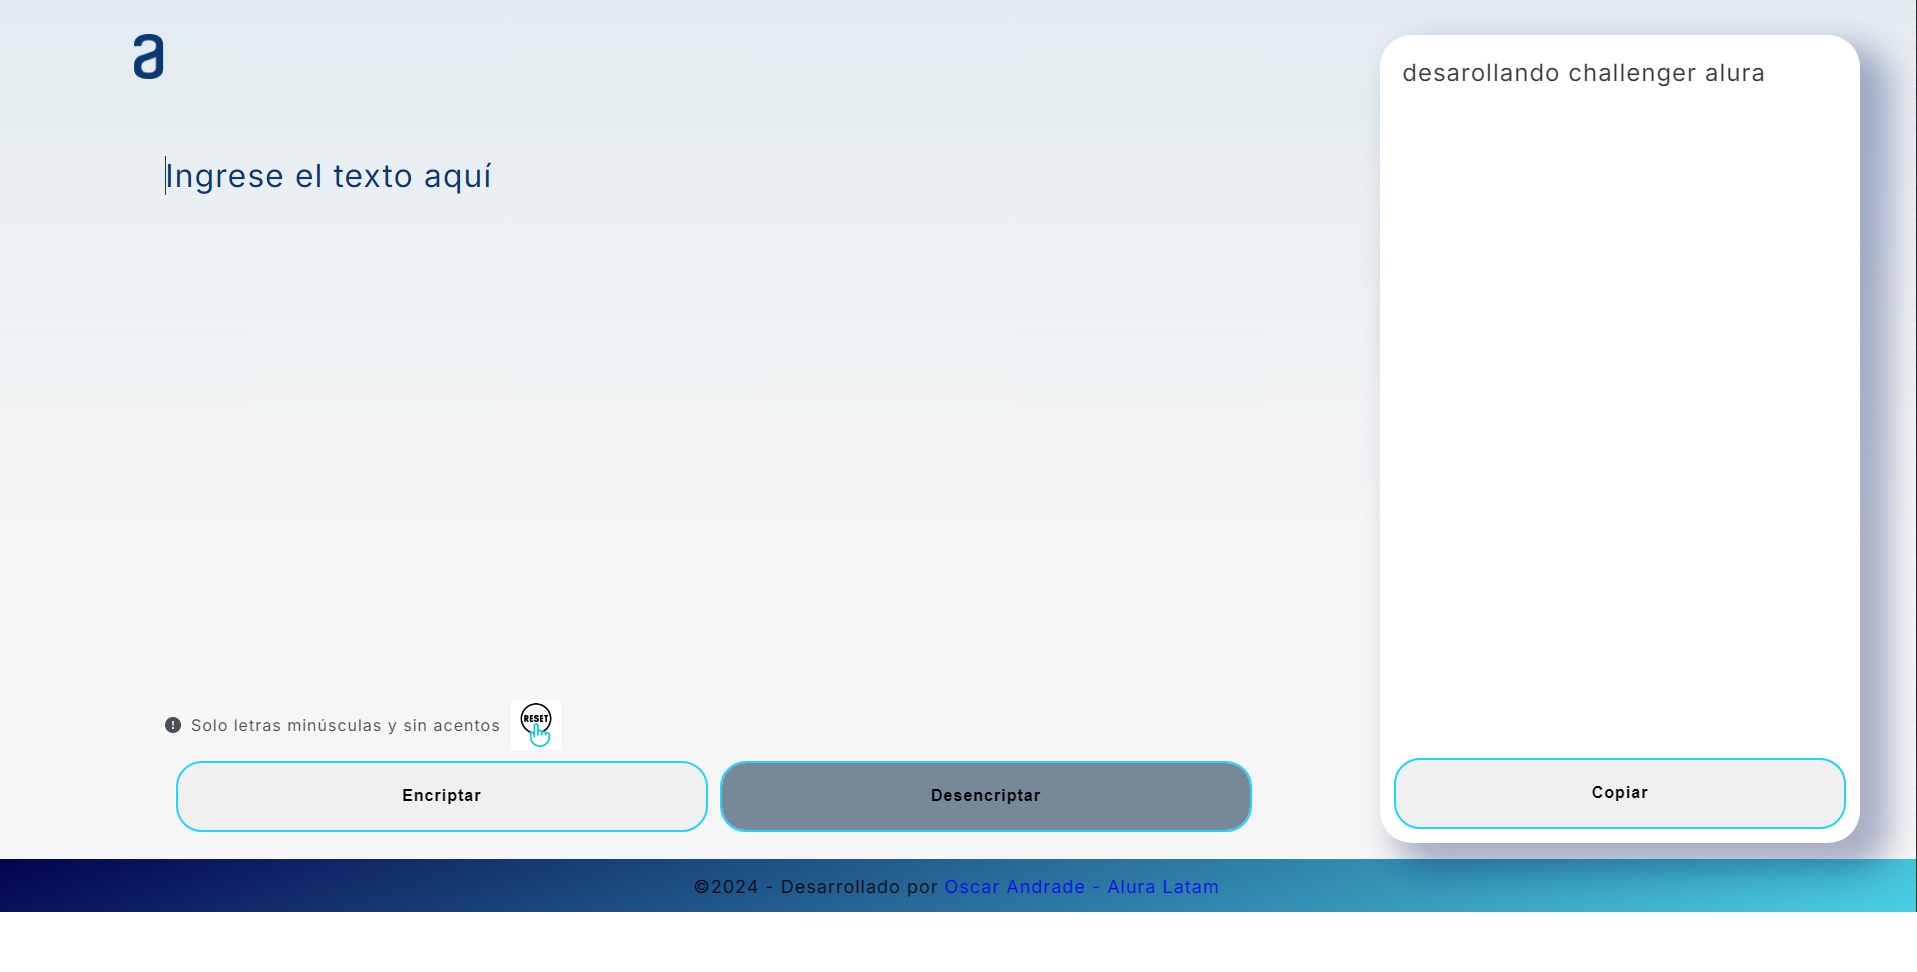 a
desarollando challenger alura
Ingrese el texto aquí
! Solo letras minúsculas y sin acentos
RESET
Encriptar
Desencriptar
Copiar
©2024 - Desarrollado por Oscar Andrade - Alura Latam